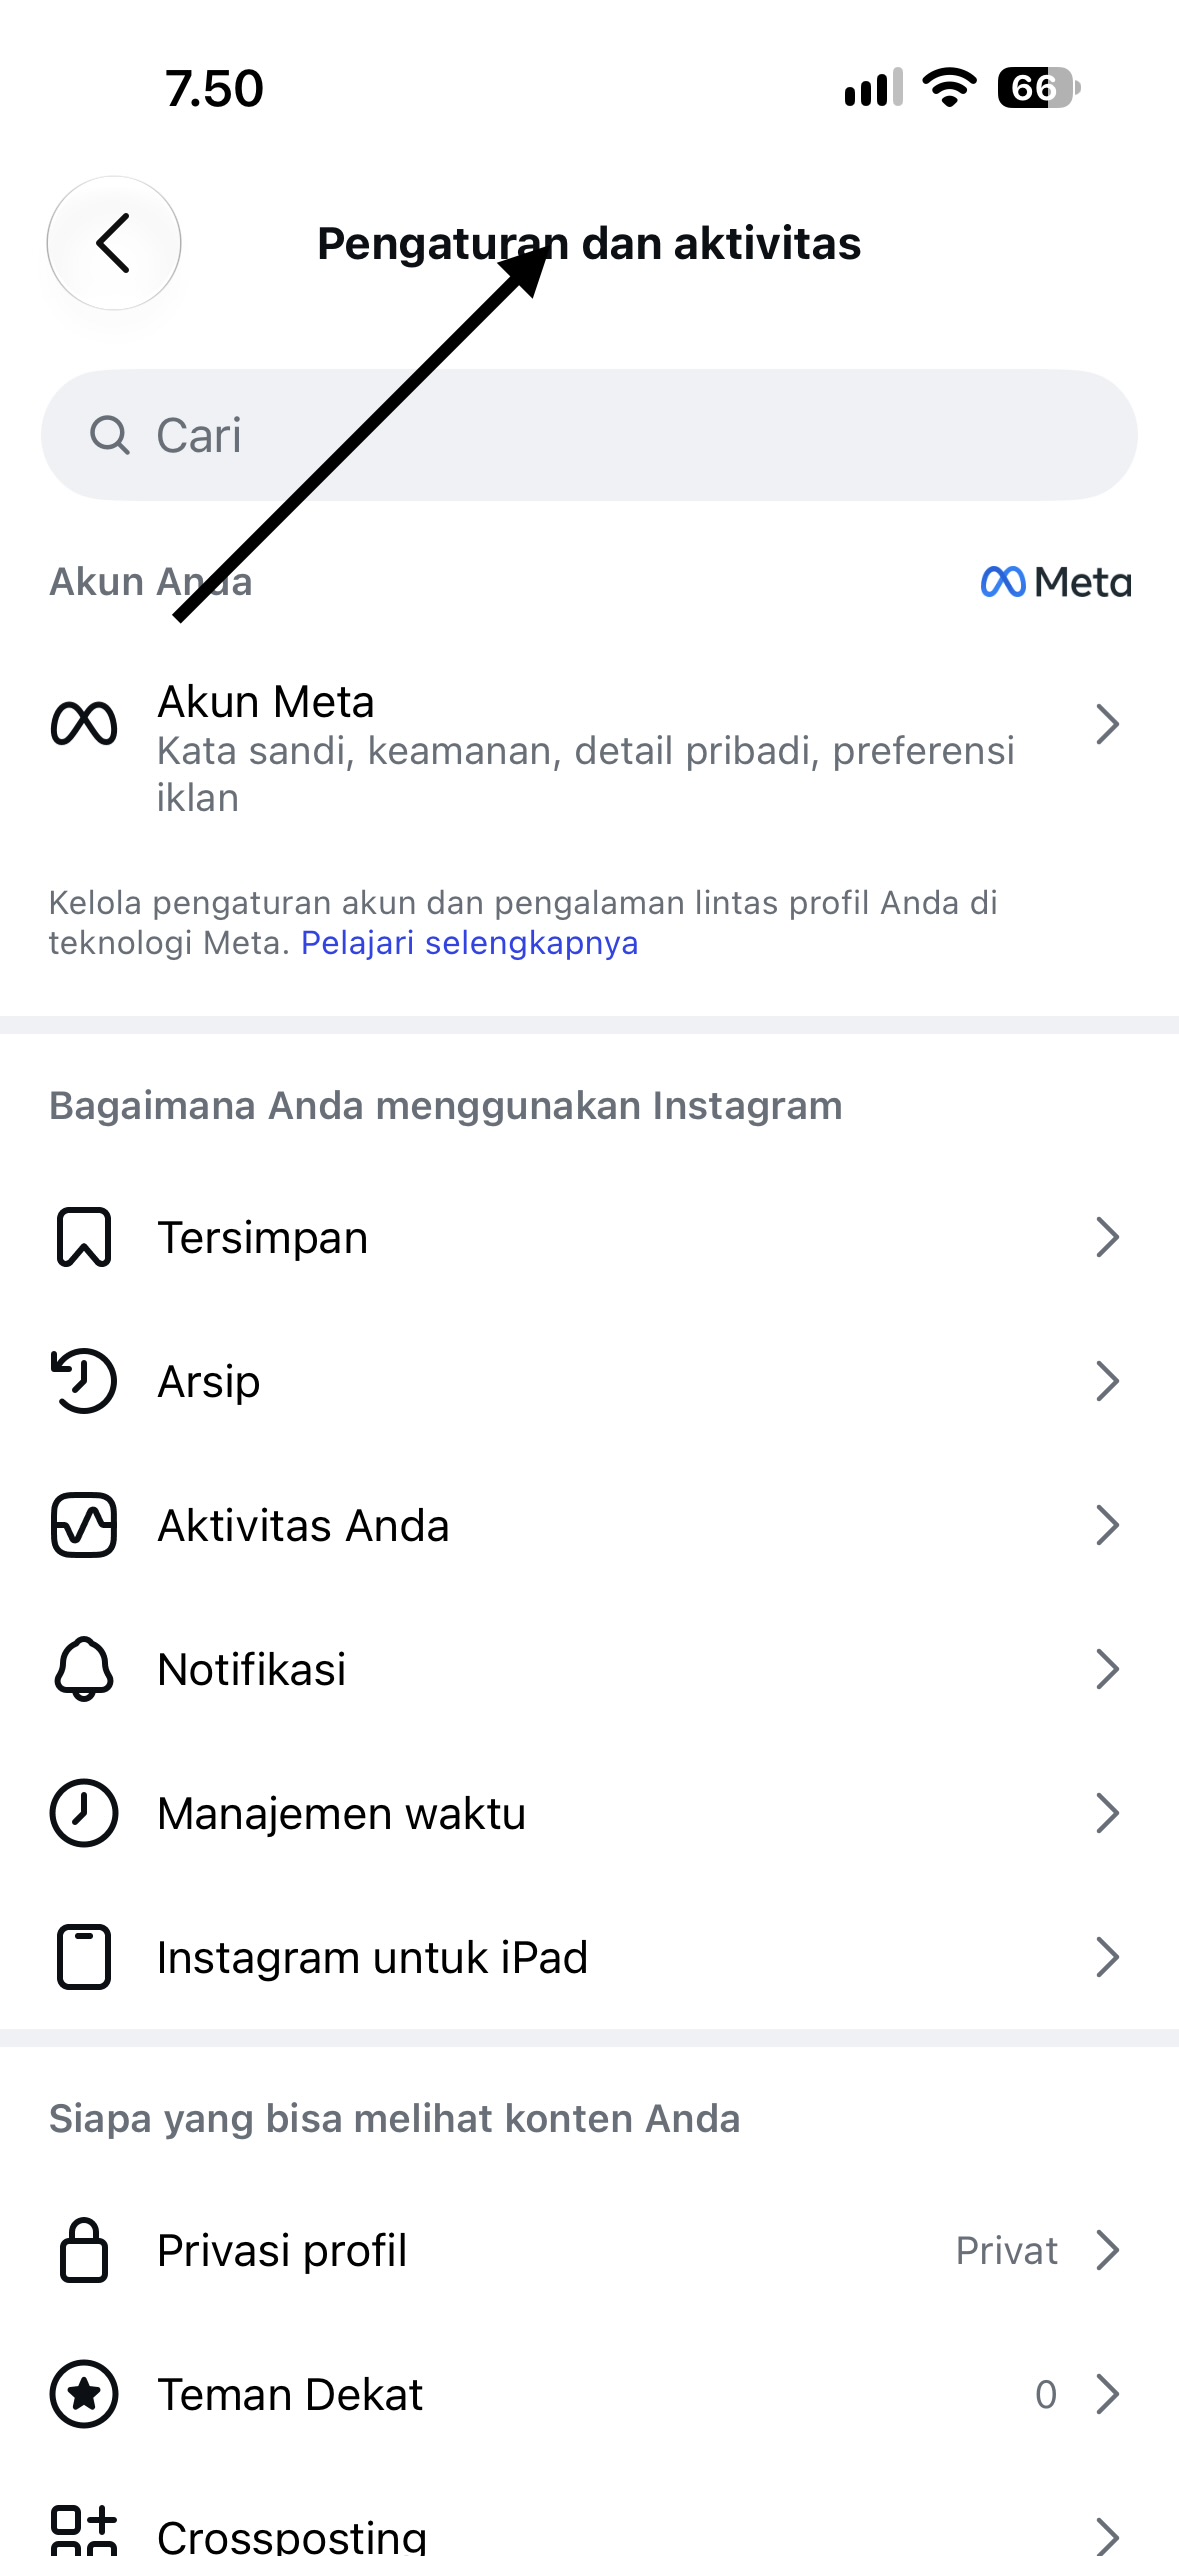 7.50
66
Pengaturan dan aktivitas
Cari
Akun Anda
Meta
Akun Meta
Kata sandi, keamanan, detail pribadi, preferensi
iklan
Kelola pengaturan akun dan pengalaman lintas profil Anda di
teknologi Meta. Pelajari selengkapnya
Bagaimana Anda menggunakan Instagram
Tersimpan
Arsip
Aktivitas Anda
Notifikasi
Manajemen waktu
Instagram untuk iPad
Siapa yang bisa melihat konten Anda
Privasi profil Privat
Teman Dekat 0
Crossposting